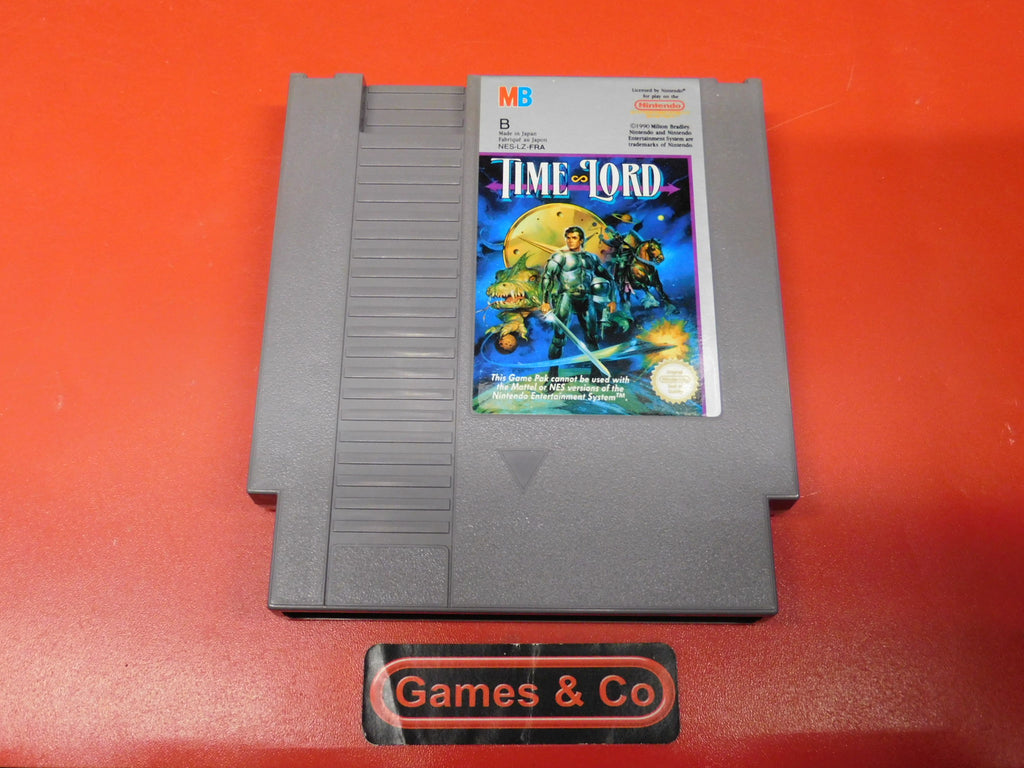 MB
Licensed by Nintendo®
for play on the
Nintendo
B
Made in Japan
Fabriqué au Japon
NES-LZ-FRA
©1990 Milton Bradley
Nintendo and Nintendo
Entertainment System are
trademarks of Nintendo.
TIME ∞ LORD
This Game Pak cannot be used with
the Mattel or NES versions of the
Nintendo Entertainment System™.
Games & Co